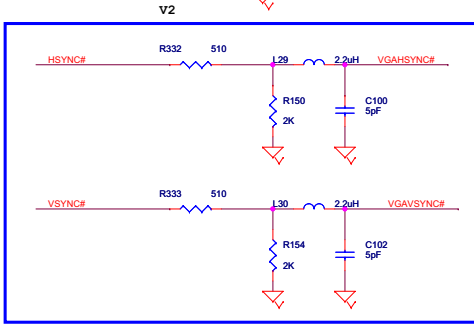 V2
R332 510
HSYNC# L29 2.2uH VGAHSYNC#
R150 C100
2K 5pF
R333 510
VSYNC# L30 2.2uH VGAVSYNC#
R154 C102
2K 5pF